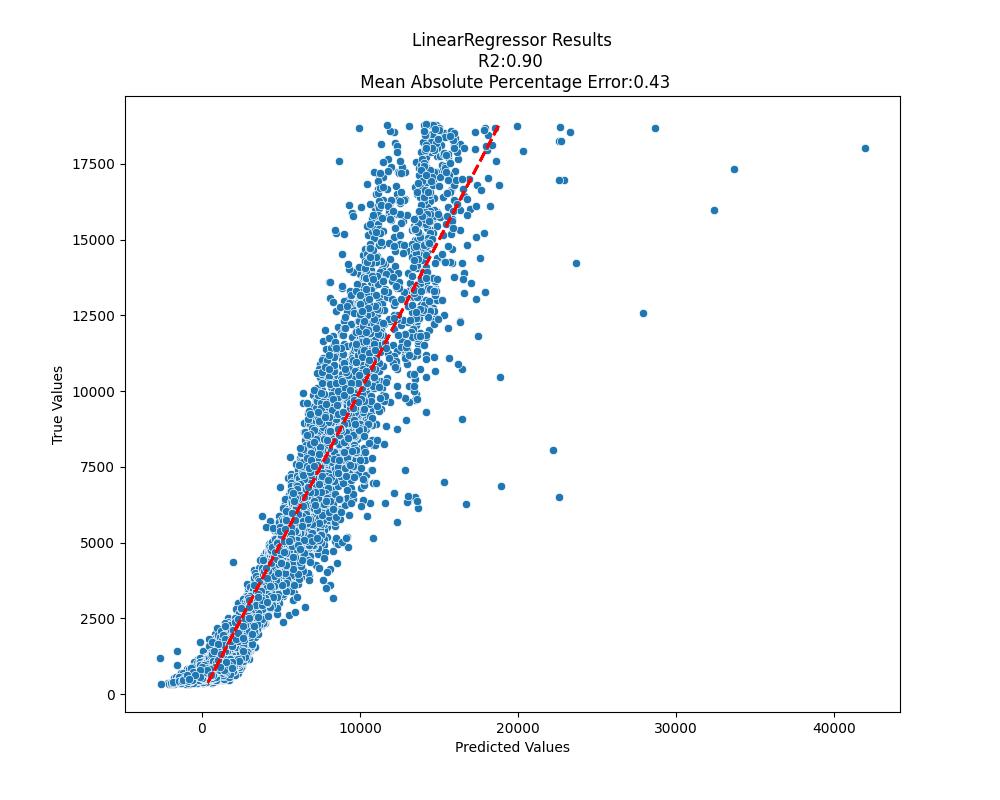 LinearRegressor Results
R2:0.90
Mean Absolute Percentage Error:0.43
17500
15000
12500
10000
7500
5000
2500
0
True Values
0
10000
20000
30000
40000
Predicted Values